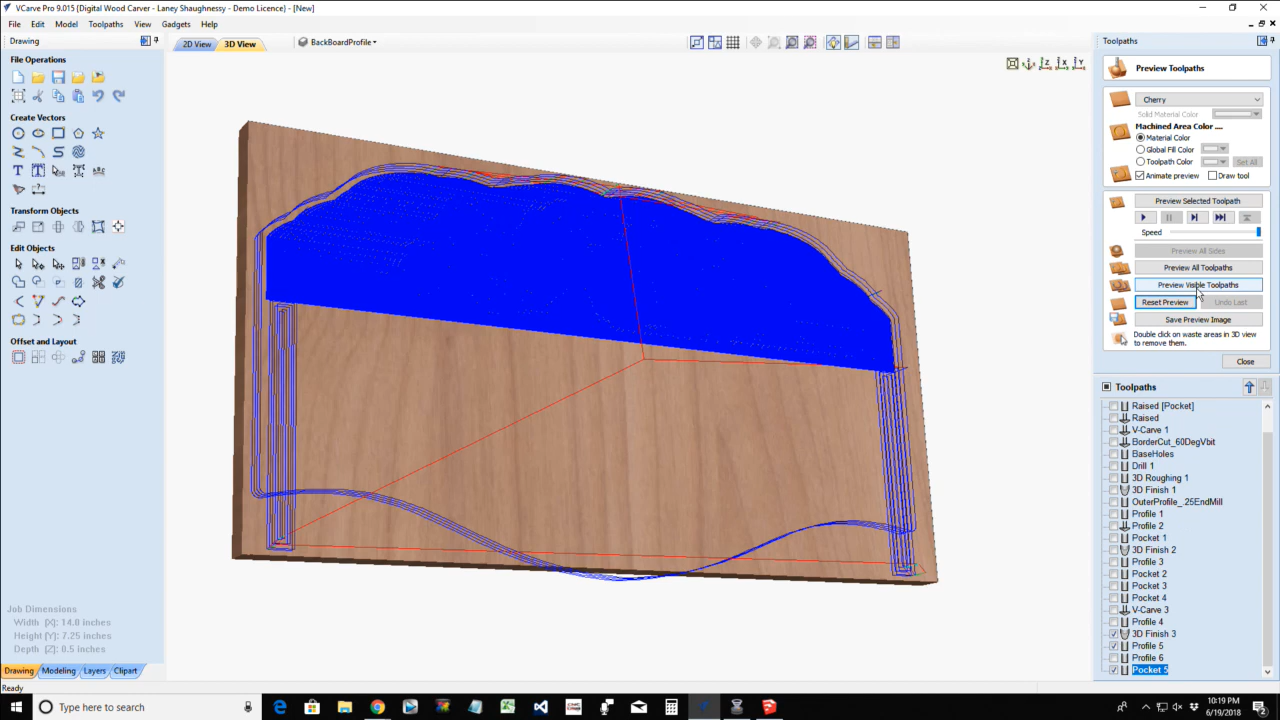 VCarve Pro 9.015 {Digital Wood Carver - Laney Shaughnessy - Demo Licence} - [New]
File Edit Model Toolpaths View Gadgets Help
Drawing
2D View 3D View BackBoardProfile
Toolpaths
File Operations
Create Vectors
Transform Objects
Edit Objects
Offset and Layout
Job Dimensions
Width (X): 14.0 inches
Height (Y): 7.25 inches
Depth (Z): 0.5 inches
Drawing Modeling Layers Clipart
Ready
Preview Toolpaths
Cherry
Solid Material Color
Machined Area Color ....
Material Color
Global Fill Color
Toolpath Color Set All
Animate preview Draw tool
Preview Selected Toolpath
Speed
Preview All Sides
Preview All Toolpaths
Preview Visible Toolpaths
Reset Preview Undo Last
Save Preview Image
Double click on waste areas in 3D view
to remove them.
Close
Toolpaths
Raised [Pocket]
Raised
V-Carve 1
BorderCut_60DegVbit
BaseHoles
Drill 1
3D Roughing 1
3D Finish 1
OuterProfile_.25EndMill
Profile 1
Profile 2
Pocket 1
3D Finish 2
Profile 3
Pocket 2
Pocket 3
Pocket 4
V-Carve 3
Profile 4
3D Finish 3
Profile 5
Profile 6
Pocket 5
Type here to search
10:19 PM
6/19/2018